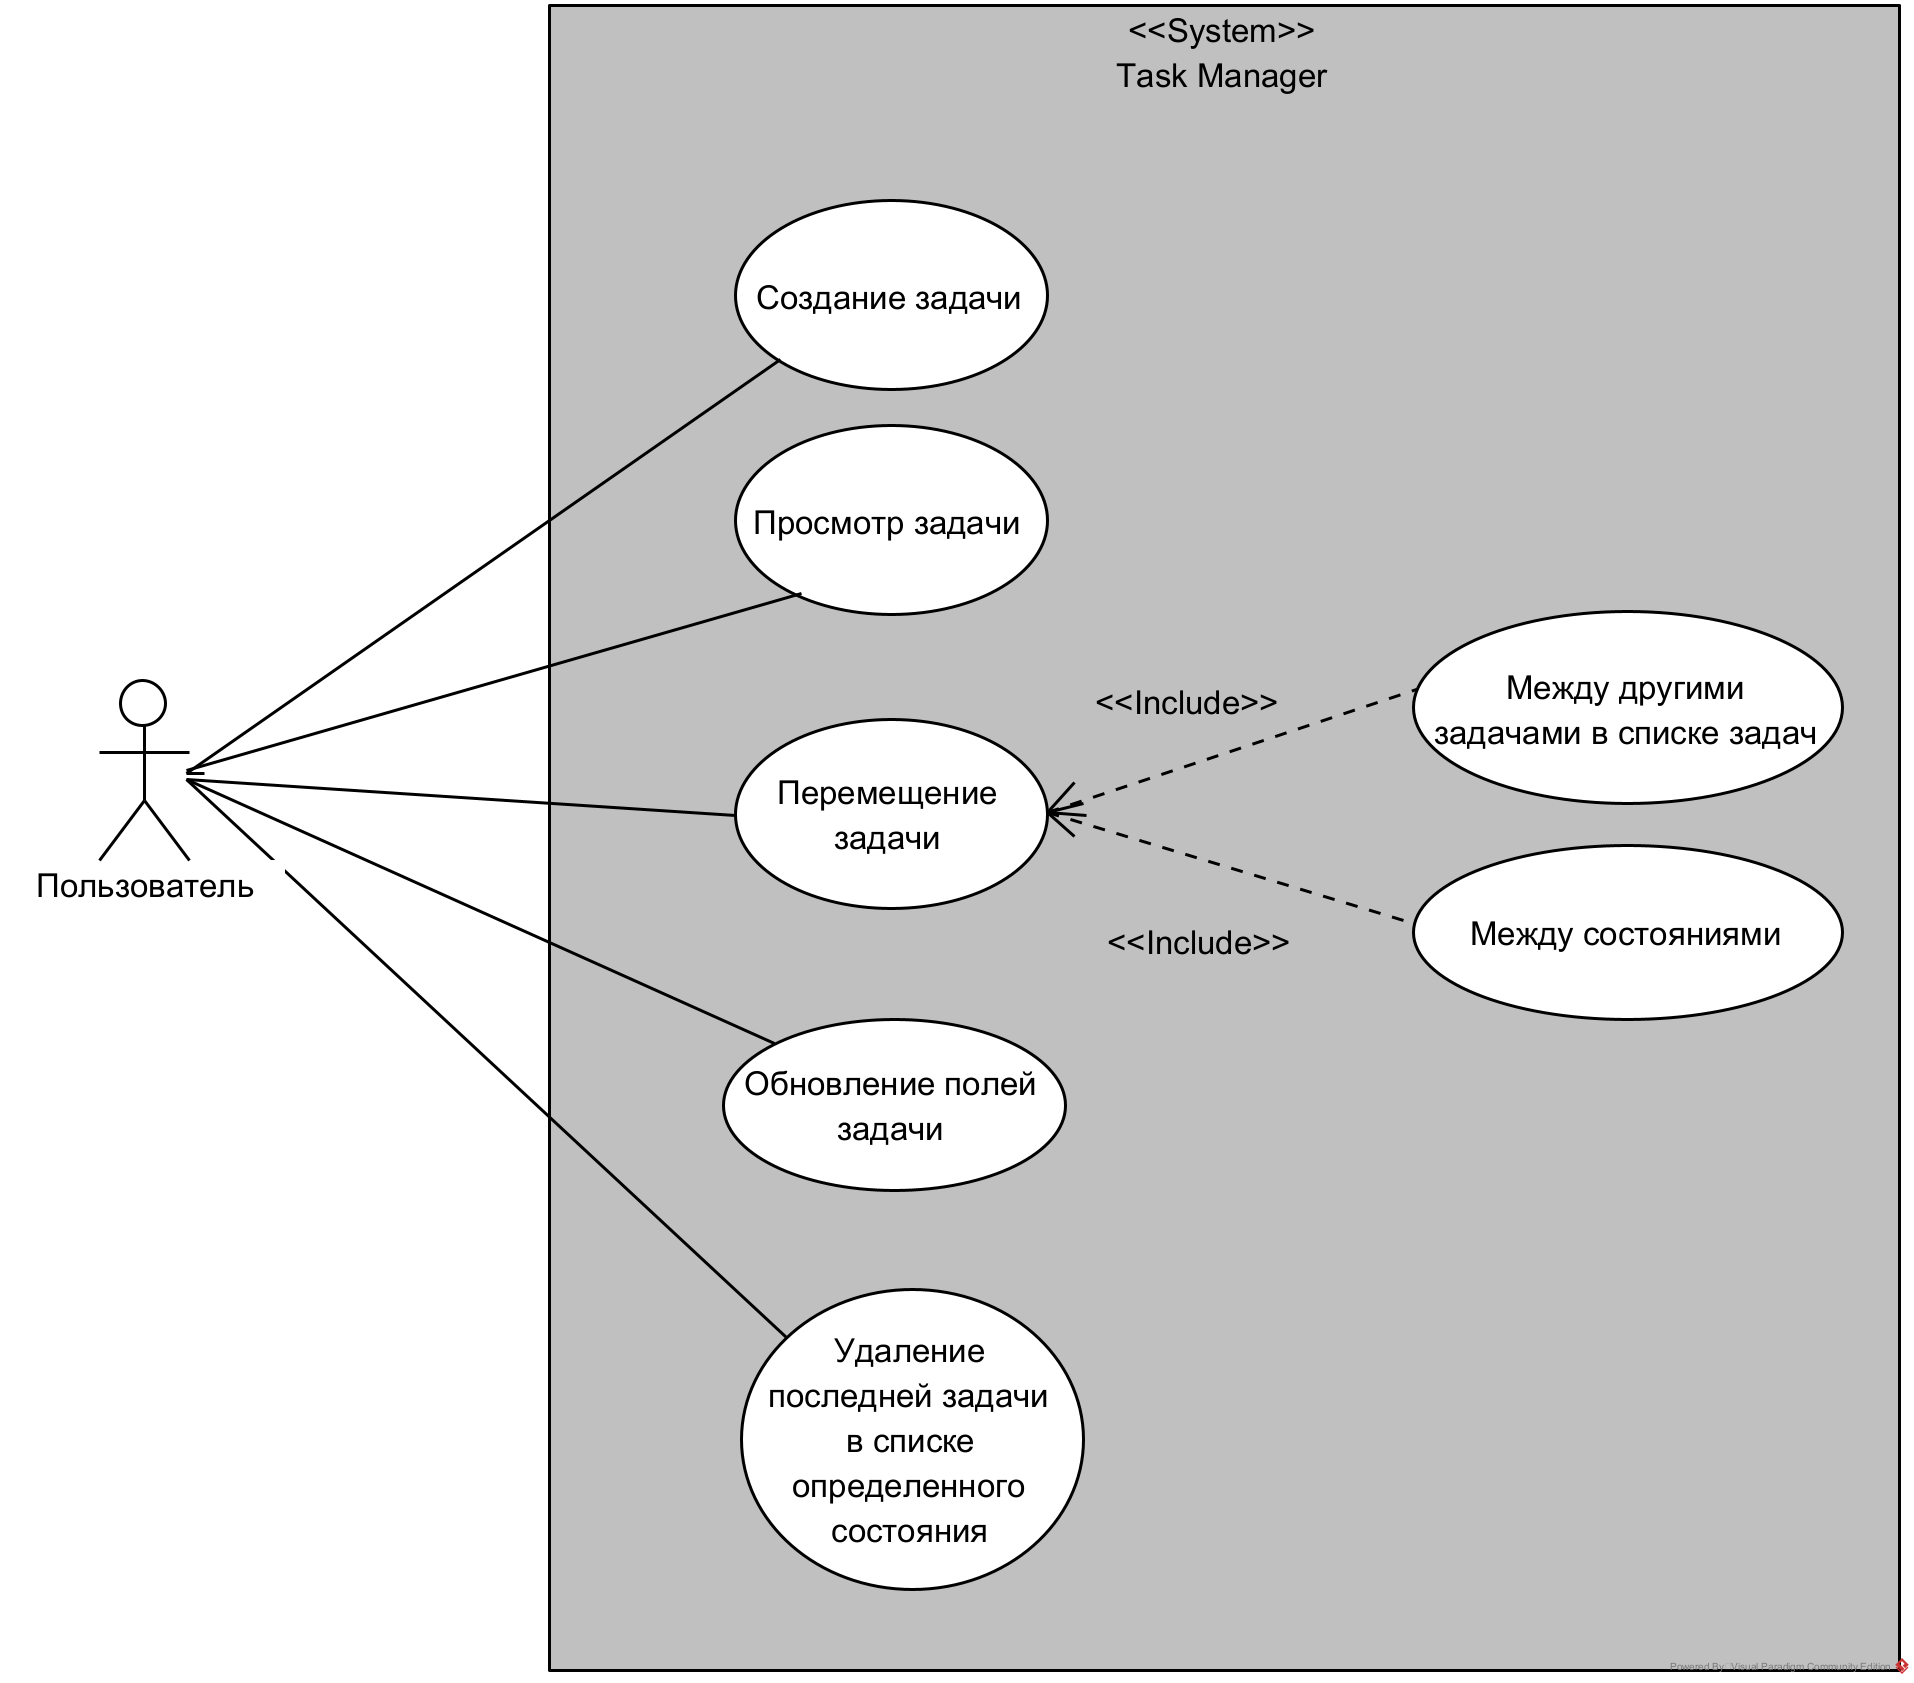 <<System>>
Task Manager
Создание задачи
Просмотр задачи
<<Include>>
Между другими
задачами в списке задач
Перемещение
задачи
Пользователь
<<Include>>
Между состояниями
Обновление полей
задачи
Удаление
последней задачи
в списке
определенного
состояния
Powered By Visual Paradigm Community Edition